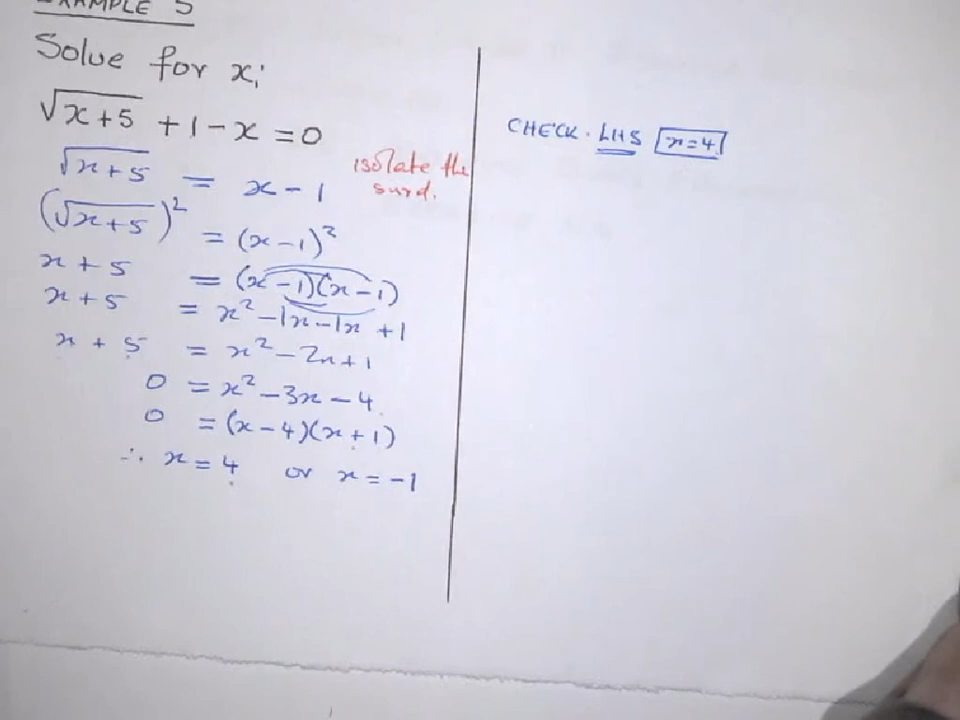 EXAMPLE 5
Solve for x;
√x+5 + 1 - x = 0
√x+5 = x - 1
isolate the
surd.
(√x+5)² = (x-1)²
x + 5 = (x-1)(x-1)
x + 5 = x² - 1x - 1x + 1
x + 5 = x² - 2x + 1
0 = x² - 3x - 4
0 = (x-4)(x+1)
∴ x = 4 or x = -1
CHECK. LHS x=4